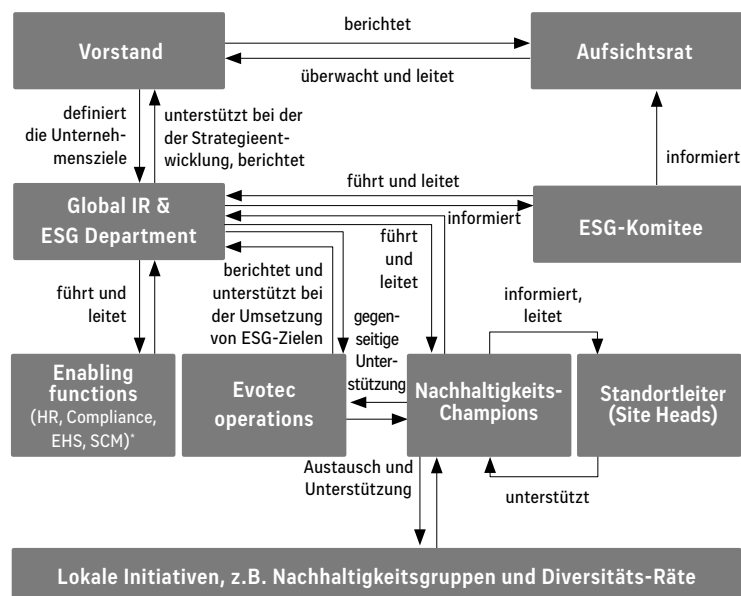 berichtet
Vorstand
Aufsichtsrat
überwacht und leitet
definiert
die Unterneh-
mensziele
unterstützt bei der
der Strategieent-
wicklung, berichtet
informiert
führt und leitet
Global IR &
ESG Department
informiert
ESG-Komitee
führt
und
leitet
führt und
leitet
berichtet und
unterstützt bei
der Umsetzung
von ESG-Zielen
gegen-
seitige
Unter-
stützung
informiert,
leitet
Enabling
functions
(HR, Compliance,
EHS, SCM)*
Evotec
operations
Nachhaltigkeits-
Champions
Standortleiter
(Site Heads)
Austausch und
Unterstützung
unterstützt
Lokale Initiativen, z.B. Nachhaltigkeitsgruppen und Diversitäts-Räte